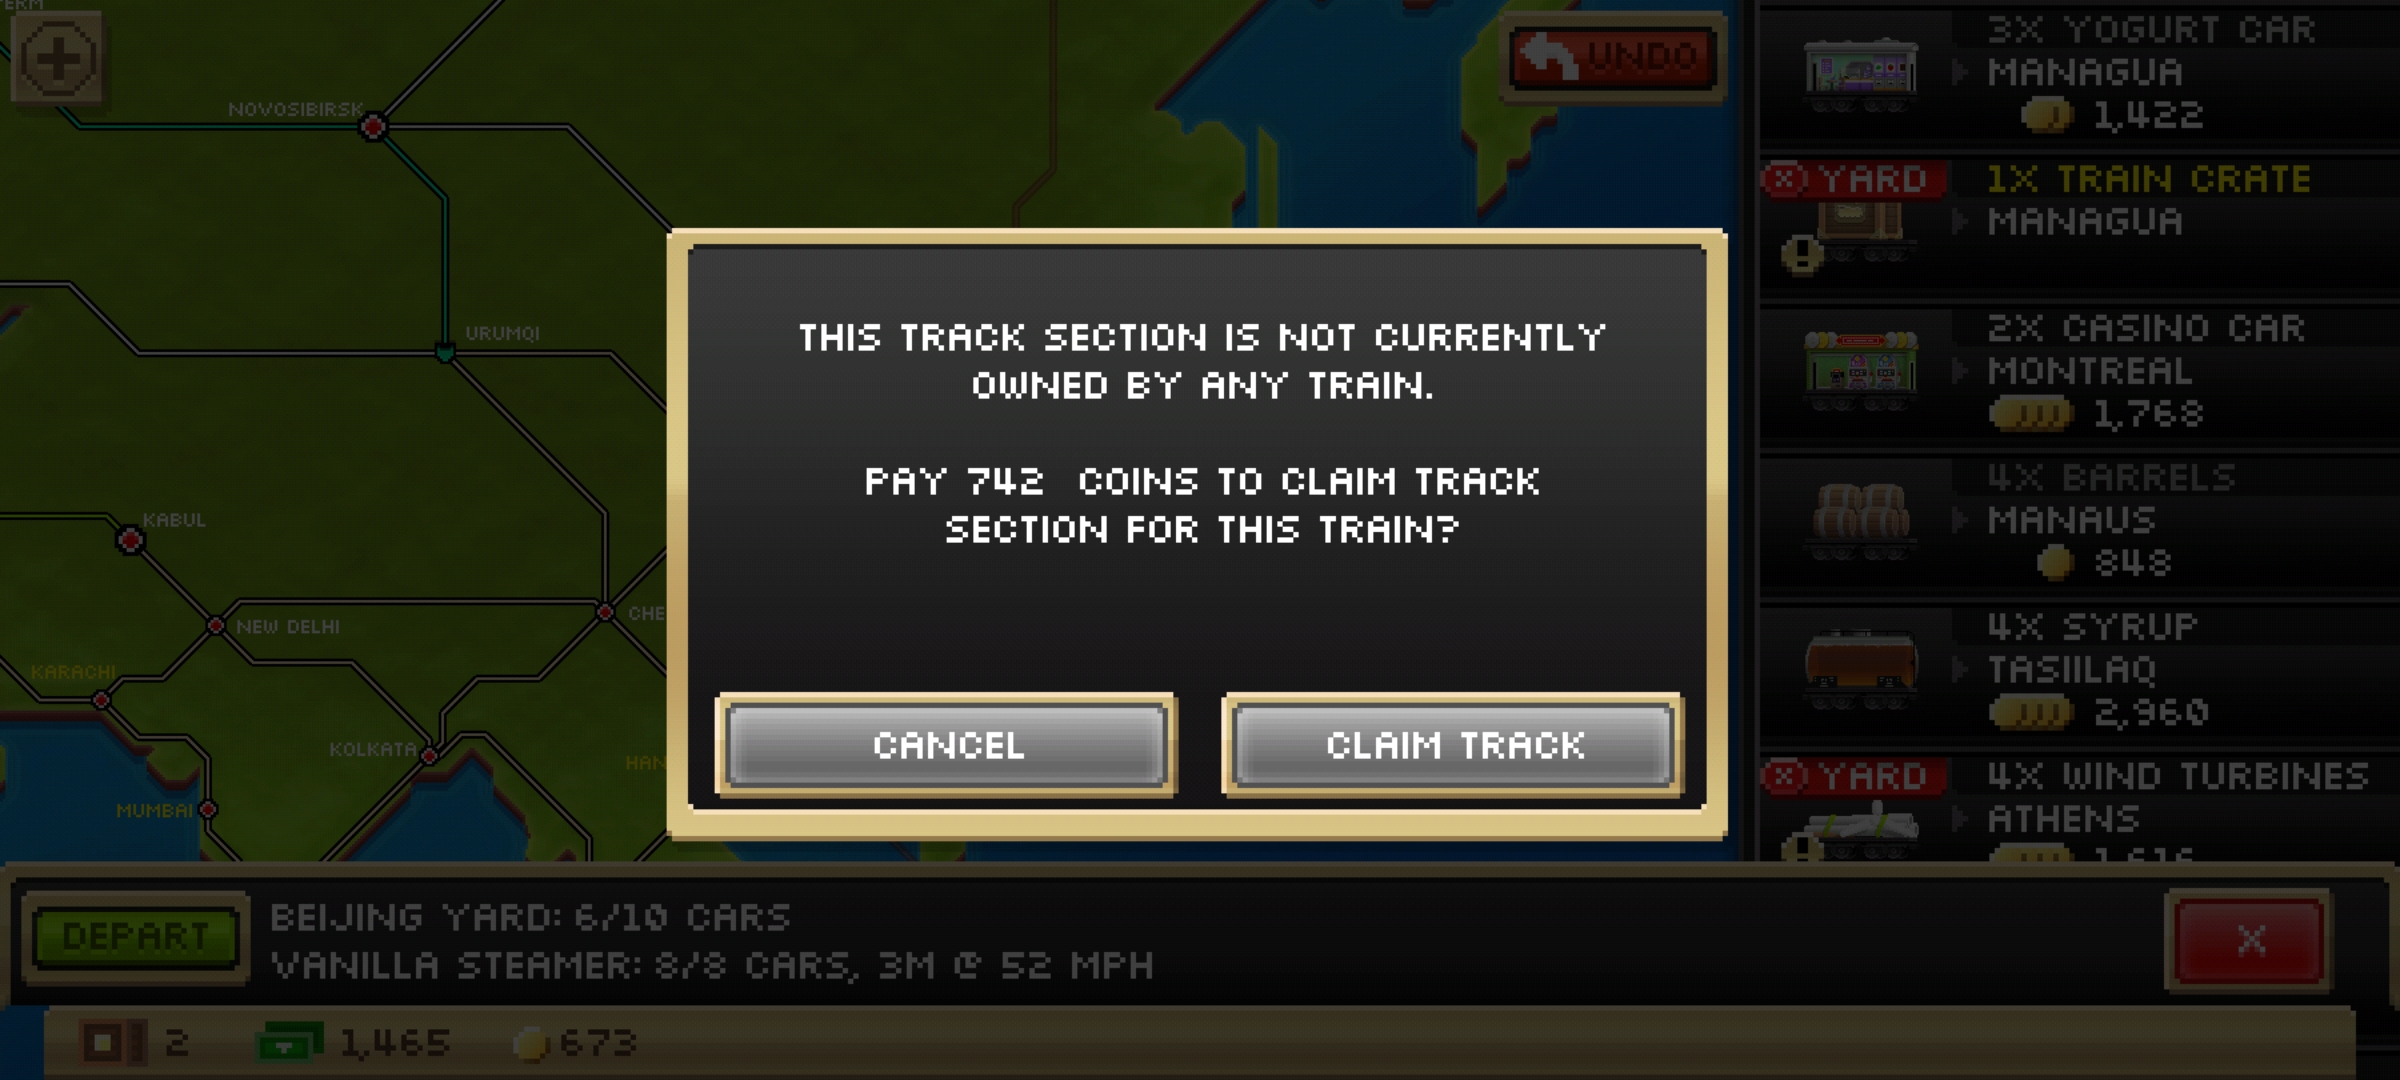 NOVOSIBIRSK
URUMQI
KABUL
NEW DELHI
KARACHI
KOLKATA
MUMBAI
UNDO
THIS TRACK SECTION IS NOT CURRENTLY
OWNED BY ANY TRAIN.
PAY 742 COINS TO CLAIM TRACK
SECTION FOR THIS TRAIN?
CANCEL
CLAIM TRACK
3X YOGURT CAR
MANAGUA
1,422
YARD
1X TRAIN CRATE
MANAGUA
2X CASINO CAR
MONTREAL
1,768
4X BARRELS
MANAUS
848
4X SYRUP
TASIILAQ
2,960
YARD
4X WIND TURBINES
ATHENS
1,616
DEPART
BEIJING YARD: 6/10 CARS
VANILLA STEAMER: 8/8 CARS, 3M @ 52 MPH
X
2
1,465
673